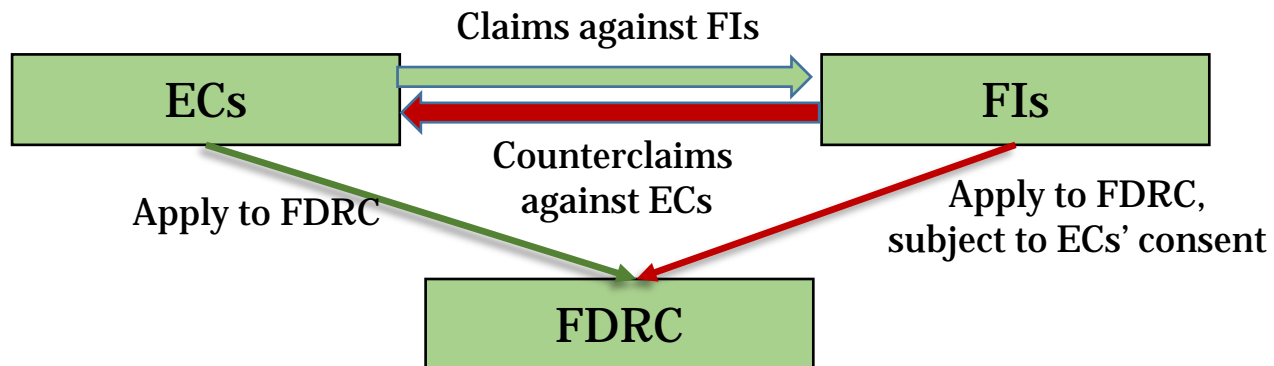 Claims against FIs
ECs
FIs
Counterclaims
against ECs
Apply to FDRC
Apply to FDRC,
subject to ECs’ consent
FDRC